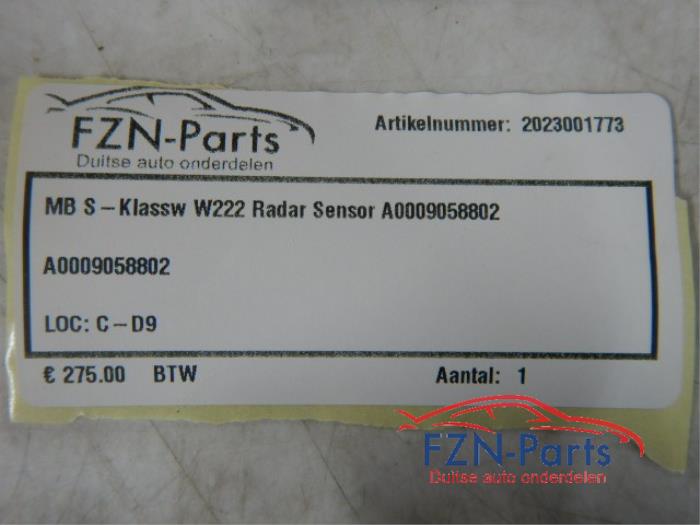 FZN-Parts
Duitse auto onderdelen
Artikelnummer: 2023001773
MB S-Klassw W222 Radar Sensor A0009058802
A0009058802
LOC: C-D9
€ 275.00 BTW
Aantal: 1
FZN-Parts
Duitse auto onderdelen